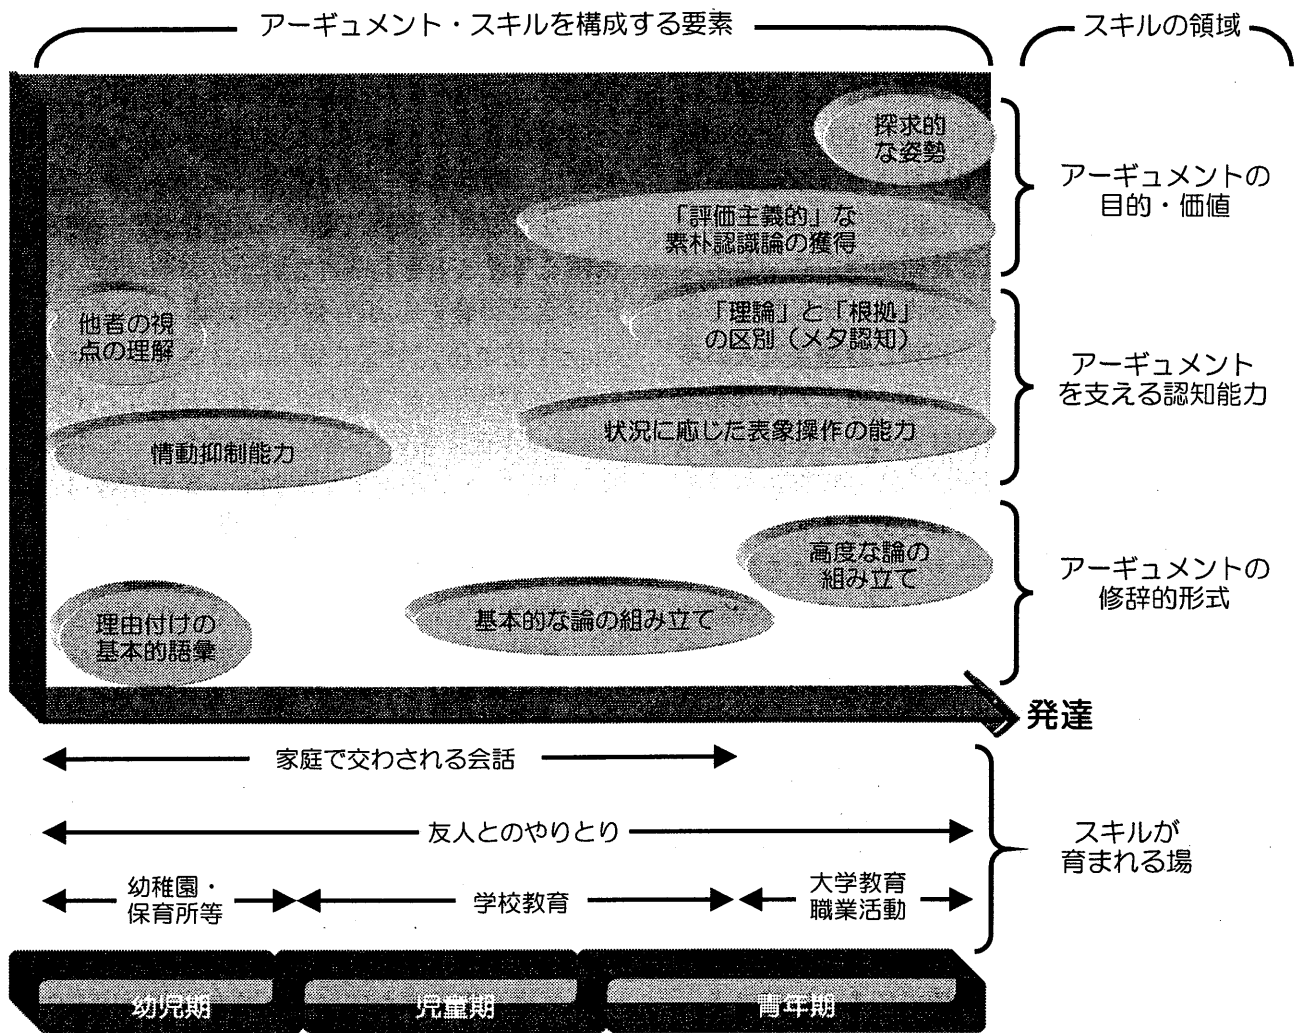 アーギュメント・スキルを構成する要素
スキルの領域
探求的
な姿勢
アーギュメントの
目的・価値
「評価主義的」な
素朴認識論の獲得
他者の視
点の理解
「理論」と「根拠」
の区別（メタ認知）
アーギュメント
を支える認知能力
情動抑制能力
状況に応じた表象操作の能力
高度な論の
組み立て
アーギュメントの
修辞的形式
理由付けの
基本的語彙
基本的な論の組み立て
発達
家庭で交わされる会話
友人とのやりとり
スキルが
育まれる場
幼稚園・
保育所等
学校教育
大学教育
職業活動
幼児期
児童期
青年期